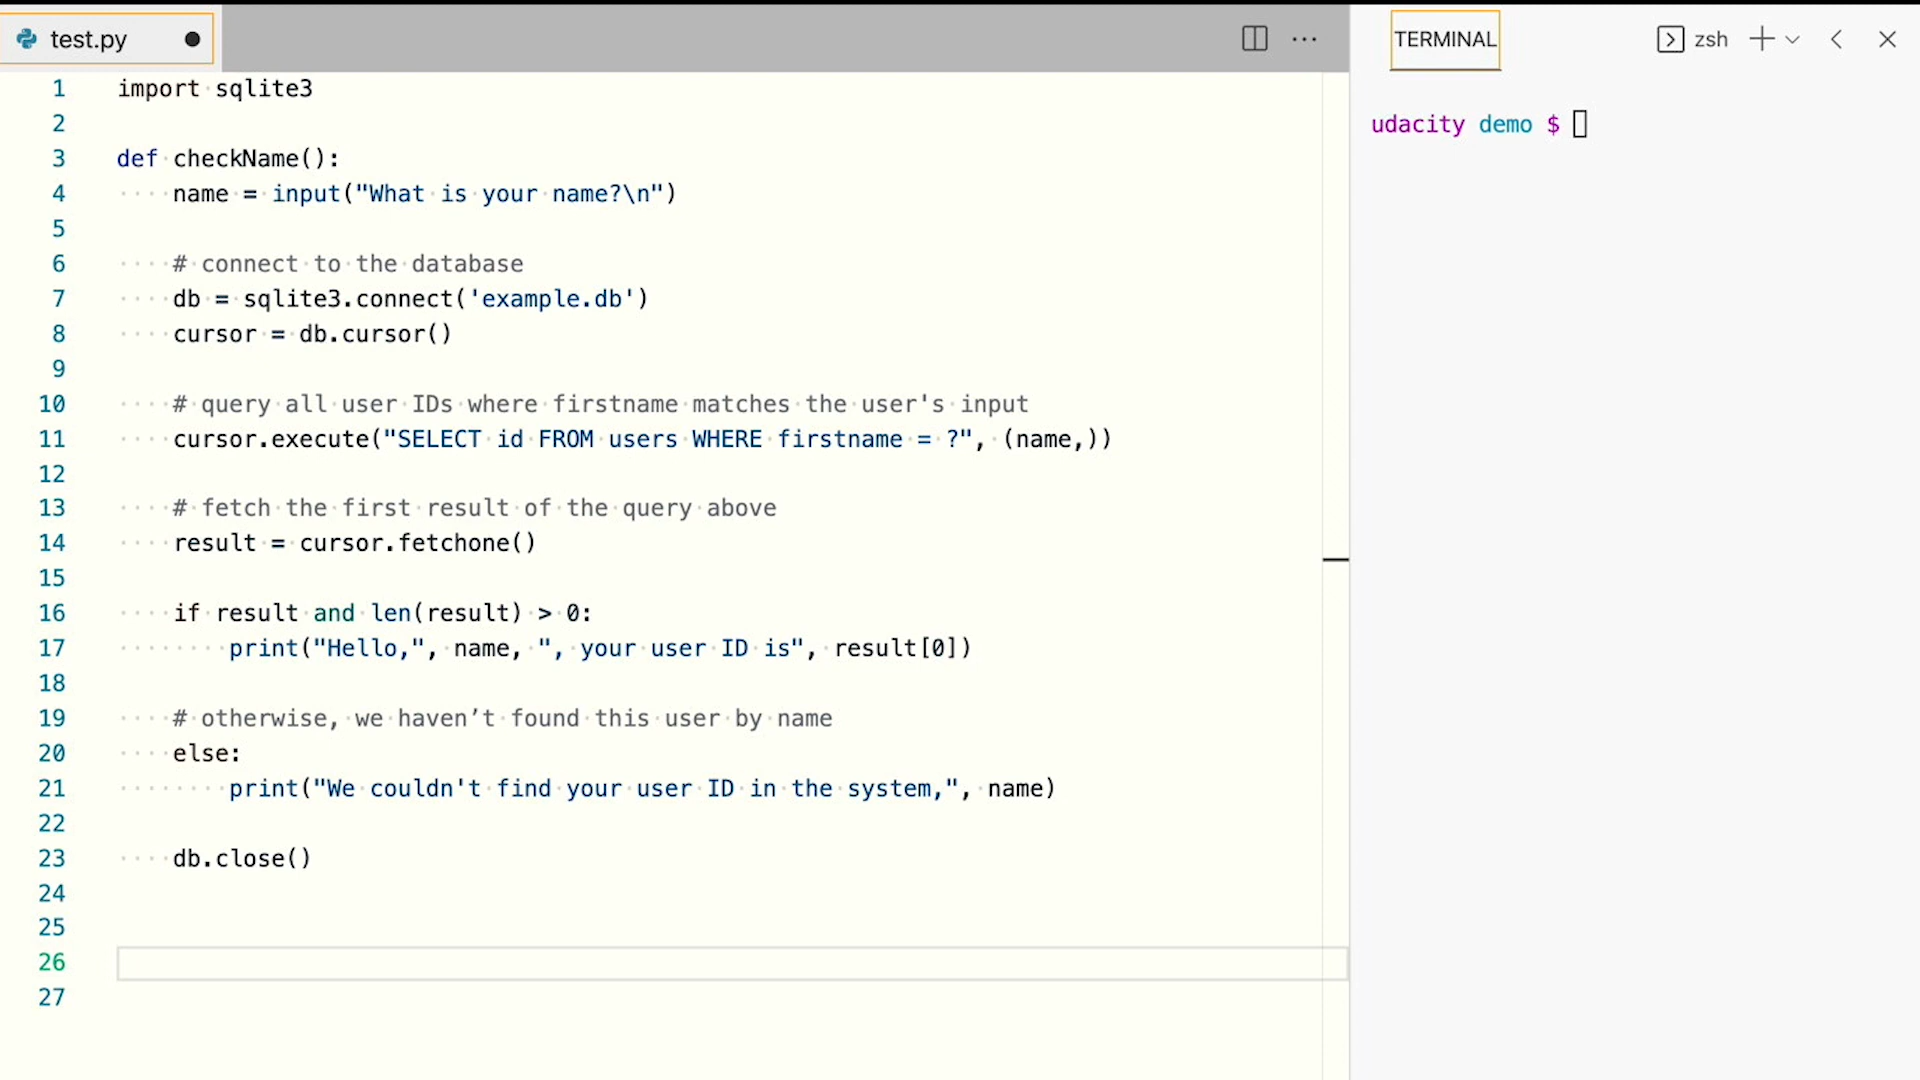 test.py
TERMINAL
zsh
udacity demo $
1 import sqlite3
2
3 def checkName():
4 name = input("What is your name?\n")
5
6 # connect to the database
7 db = sqlite3.connect('example.db')
8 cursor = db.cursor()
9
10 # query all user IDs where firstname matches the user's input
11 cursor.execute("SELECT id FROM users WHERE firstname = ?", (name,))
12
13 # fetch the first result of the query above
14 result = cursor.fetchone()
15
16 if result and len(result) > 0:
17 print("Hello,", name, ", your user ID is", result[0])
18
19 # otherwise, we haven’t found this user by name
20 else:
21 print("We couldn't find your user ID in the system,", name)
22
23 db.close()
24
25
26
27